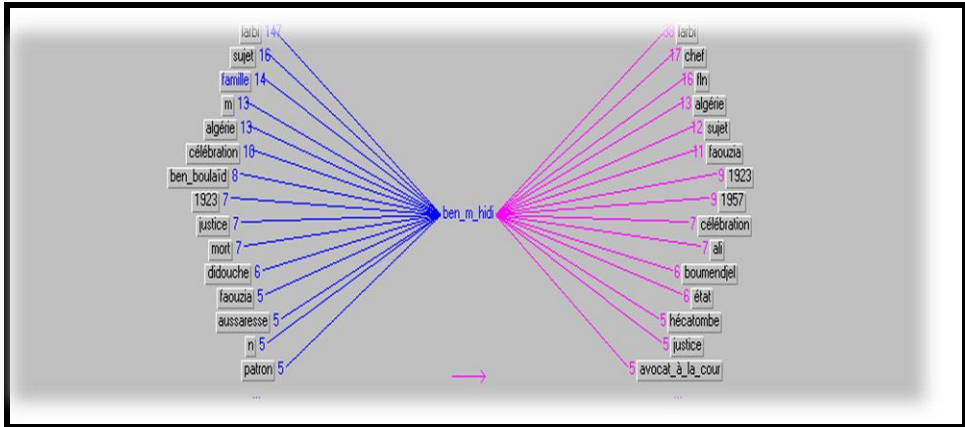 larbi 147
sujet 16
famille 14
m 13
algérie 13
célébration 10
ben_boulaïd 8
1923 7
justice 7
mort 7
didouche 6
faouzia 5
aussaresse 5
n 5
patron 5
...
ben_m_hidi
38 larbi
17 chef
16 fln
13 algérie
12 sujet
11 faouzia
9 1923
9 1957
7 célébration
7 ali
6 boumendjel
6 état
5 hécatombe
5 justice
5 avocat_à_la_cour
...